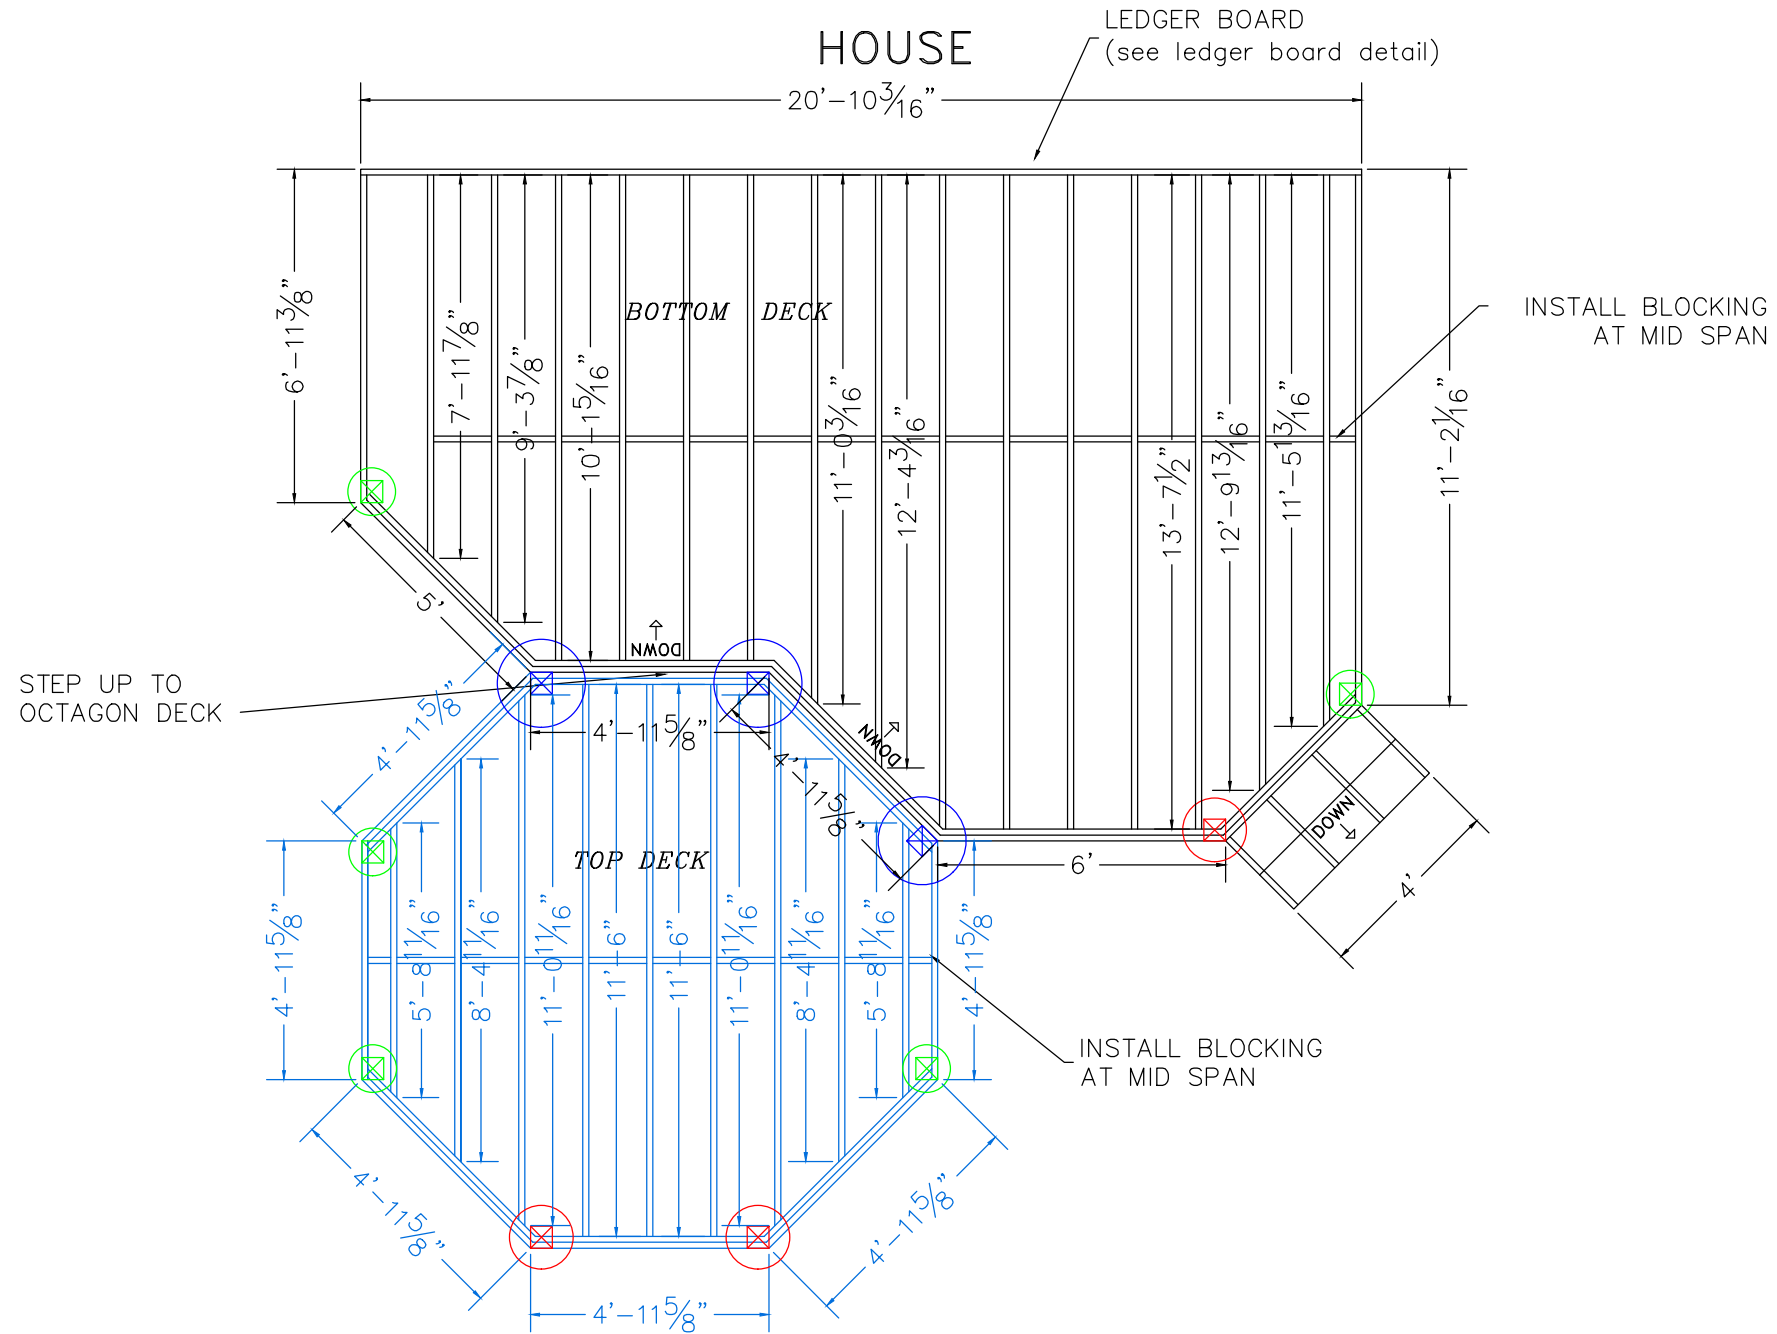 HOUSE
LEDGER BOARD
(see ledger board detail)
20'-10 3/16"
6'-11 3/8"
7'-11 7/8"
9'-3 7/8"
10'-1 5/16"
BOTTOM DECK
11'-0 3/16"
12'-4 3/16"
13'-7 1/2"
12'-9 13/16"
11'-5 13/16"
11'-2 1/16"
INSTALL BLOCKING
AT MID SPAN
5'
DOWN
STEP UP TO
OCTAGON DECK
4'-11 5/8"
4'-11 5/8"
4'-11 5/8"
DOWN
DOWN
6'
4'
TOP DECK
4'-11 5/8"
5'-8 11/16"
8'-4 11/16"
11'-0 11/16"
11'-6"
11'-6"
11'-0 11/16"
8'-4 11/16"
5'-8 11/16"
4'-11 5/8"
INSTALL BLOCKING
AT MID SPAN
4'-11 5/8"
4'-11 5/8"
4'-11 5/8"